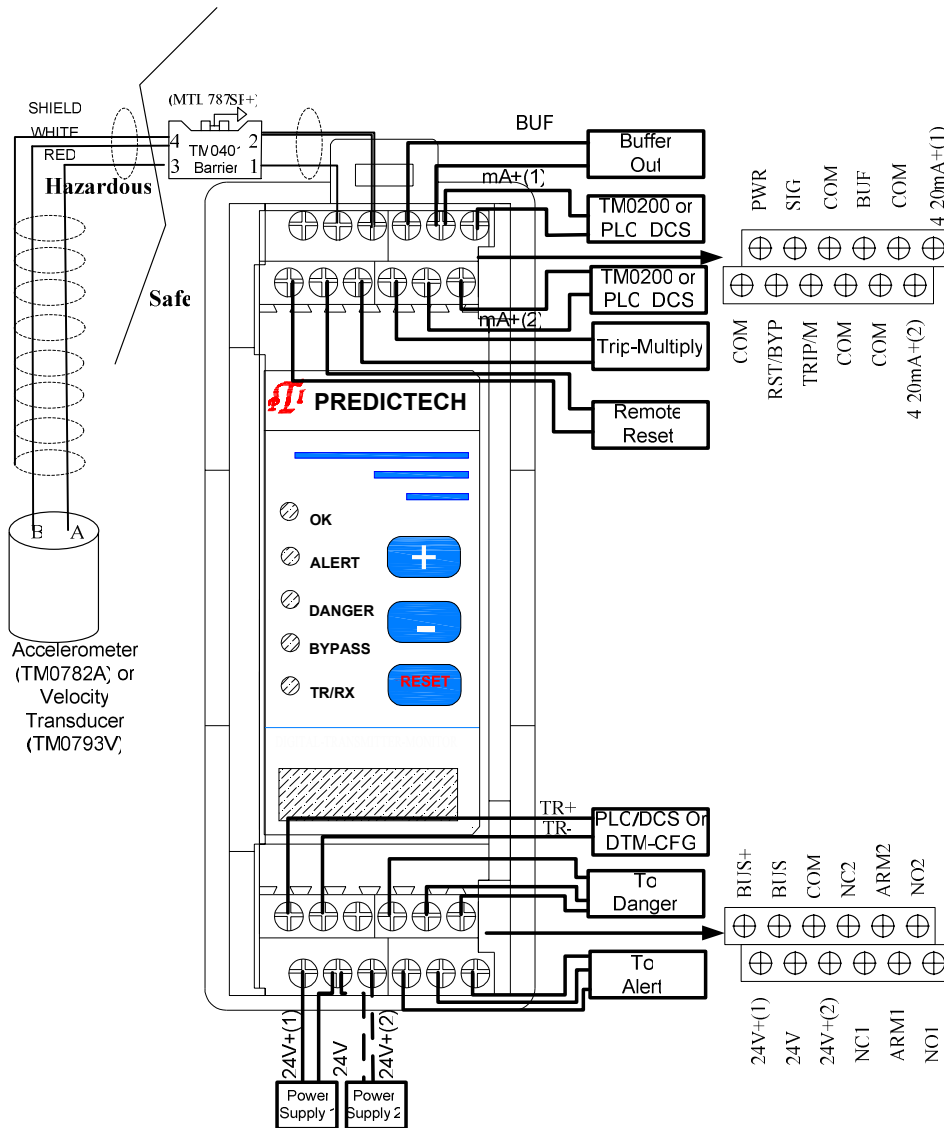 (MTL 787SP+)
SHIELD
WHITE
RED
4
3
TM040
Barrier
2
1
Hazardous
Safe
BUF
Buffer
Out
mA+(1)
TM0200 or
PLC DCS
TM0200 or
PLC DCS
mA+(2)
Trip-Multiply
Remote
Reset
PWR
SIG
COM
BUF
COM
4 20mA+(1)
COM
RST/BYP
TRIP/M
COM
COM
4 20mA+(2)
PREDICTECH
OK
ALERT
DANGER
BYPASS
TR/RX
+
-
RESET
B
A
Accelerometer
(TM0782A) or
Velocity
Transducer
(TM0793V)
TR+
TR-
PLC/DCS Or
DTM-CFG
To
Danger
To
Alert
BUS+
BUS
COM
NC2
ARM2
NO2
24V+(1)
24V
24V+(2)
NC1
ARM1
NO1
24V+(1)
24V
24V+(2)
Power
Supply 1
Power
Supply 2